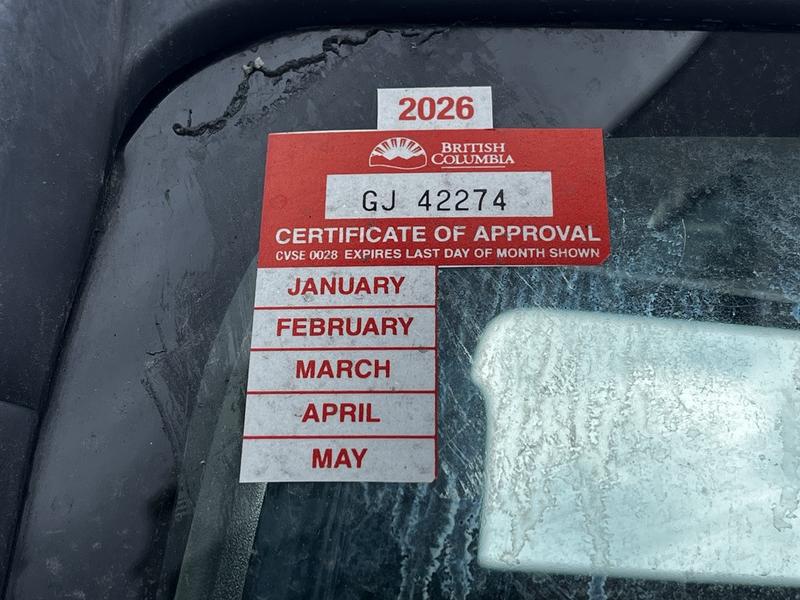 2026
BRITISH
COLUMBIA
GJ 42274
CERTIFICATE OF APPROVAL
CVSE 0028 EXPIRES LAST DAY OF MONTH SHOWN
JANUARY
FEBRUARY
MARCH
APRIL
MAY